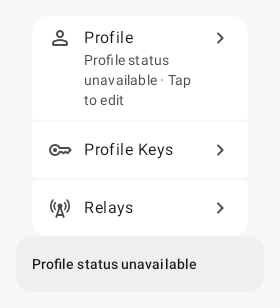 Profile
Profile status
unavailable · Tap
to edit
Profile Keys
Relays
Profile status unavailable